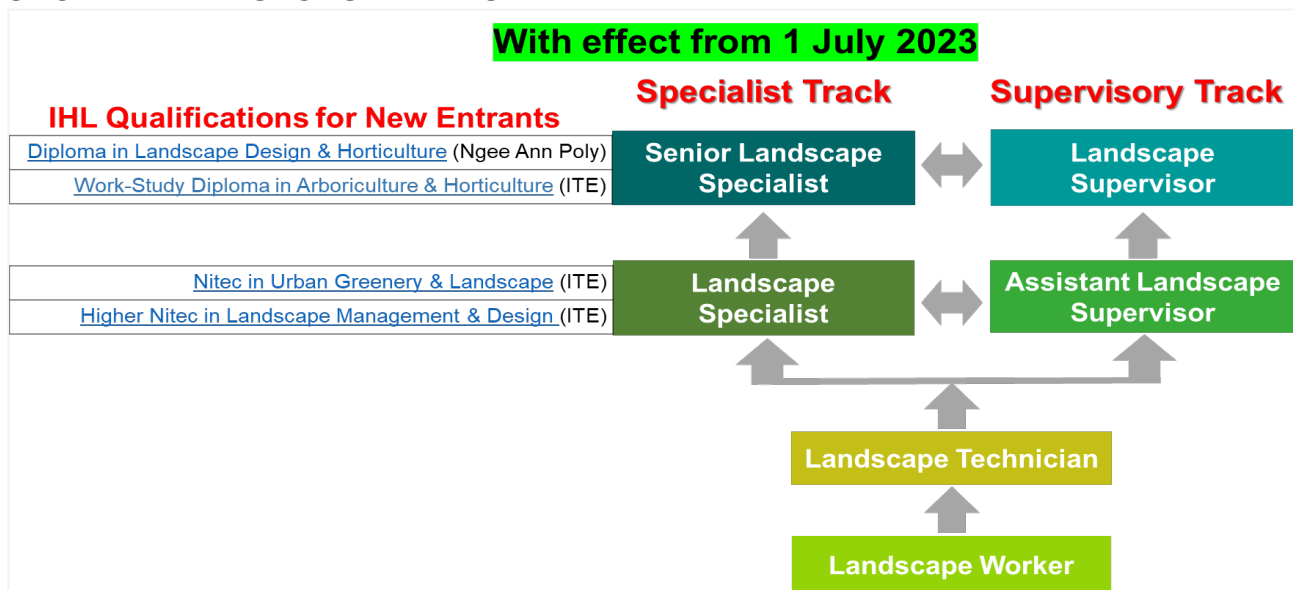 With effect from 1 July 2023
Specialist Track
Supervisory Track
IHL Qualifications for New Entrants
Diploma in Landscape Design & Horticulture (Ngee Ann Poly)
Work-Study Diploma in Arboriculture & Horticulture (ITE)
Senior Landscape
Specialist
Landscape
Supervisor
Nitec in Urban Greenery & Landscape (ITE)
Higher Nitec in Landscape Management & Design (ITE)
Landscape
Specialist
Assistant Landscape
Supervisor
Landscape Technician
Landscape Worker